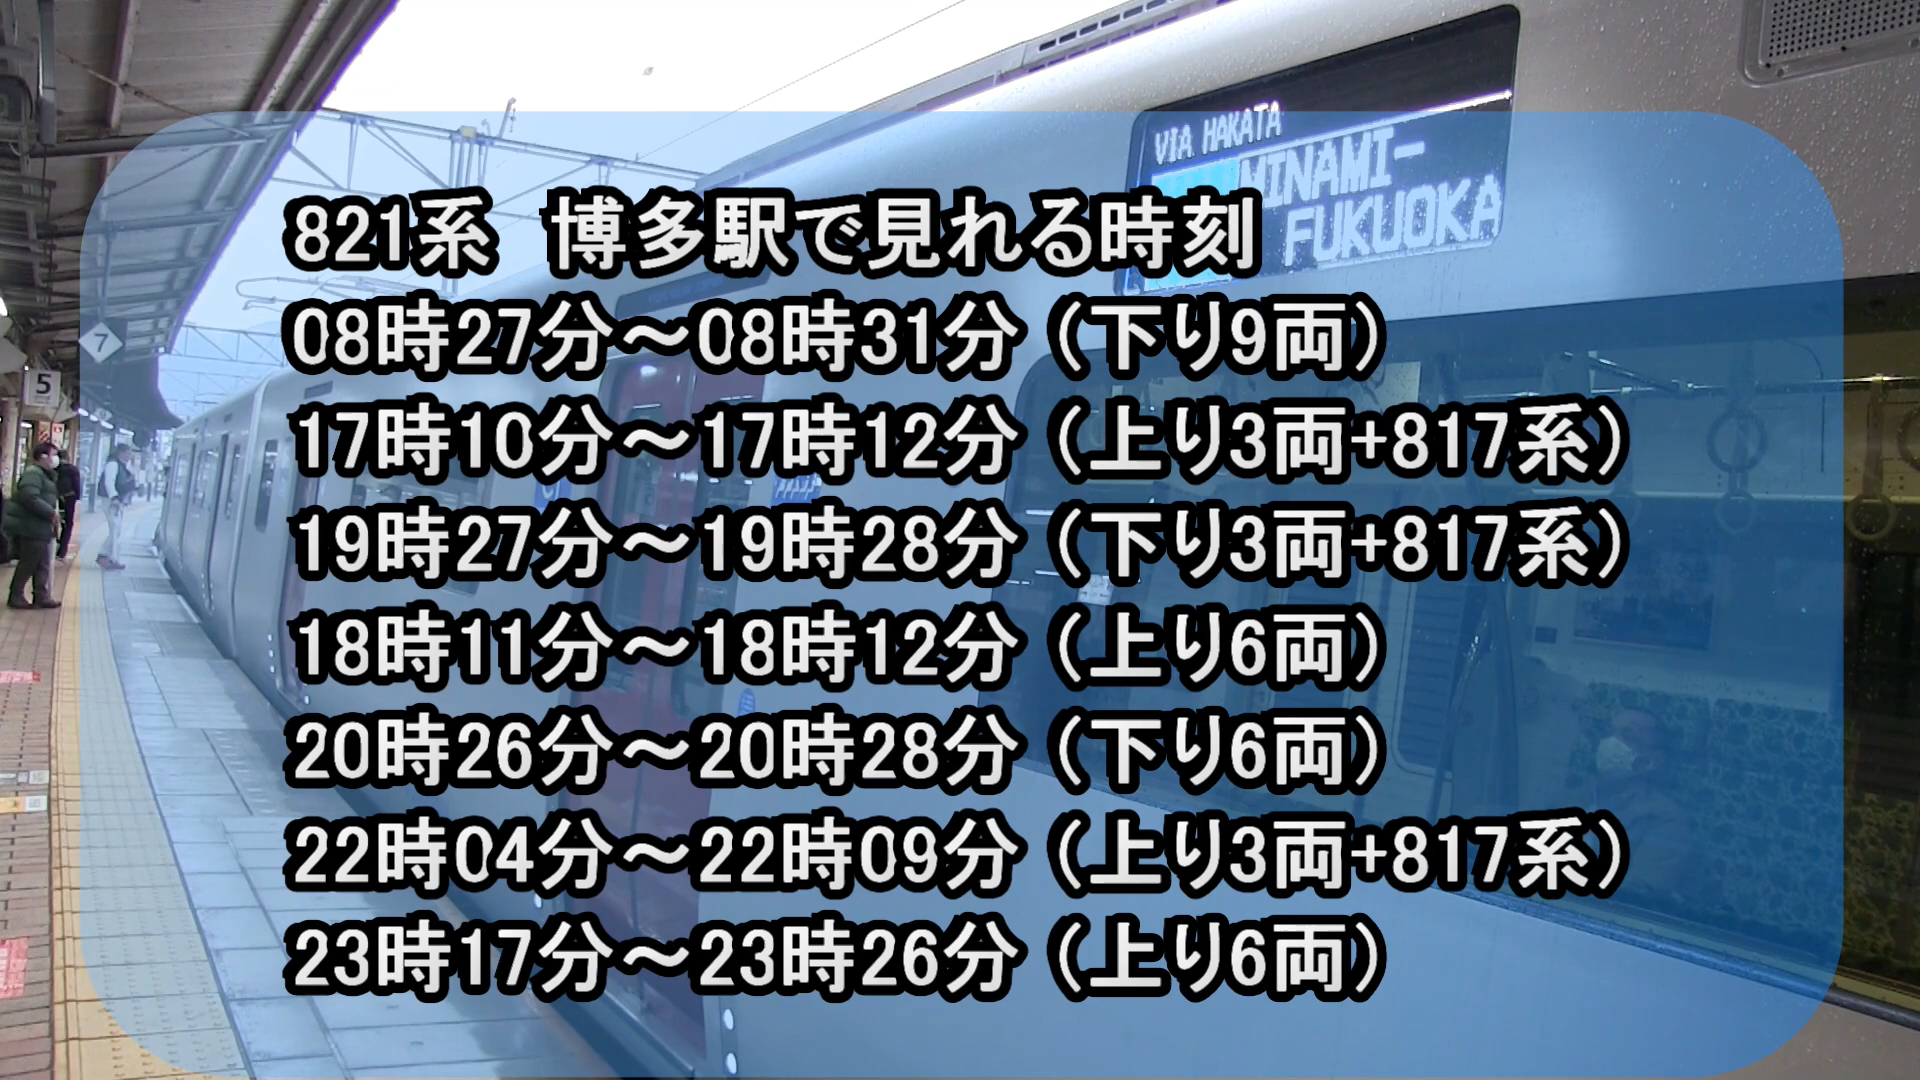 VIA HAKATA
MINAMI-
FUKUOKA
821系 博多駅で見れる時刻
08時27分～08時31分（下り9両）
17時10分～17時12分（上り3両+817系）
19時27分～19時28分（下り3両+817系）
18時11分～18時12分（上り6両）
20時26分～20時28分（下り6両）
22時04分～22時09分（上り3両+817系）
23時17分～23時26分（上り6両）
7
5